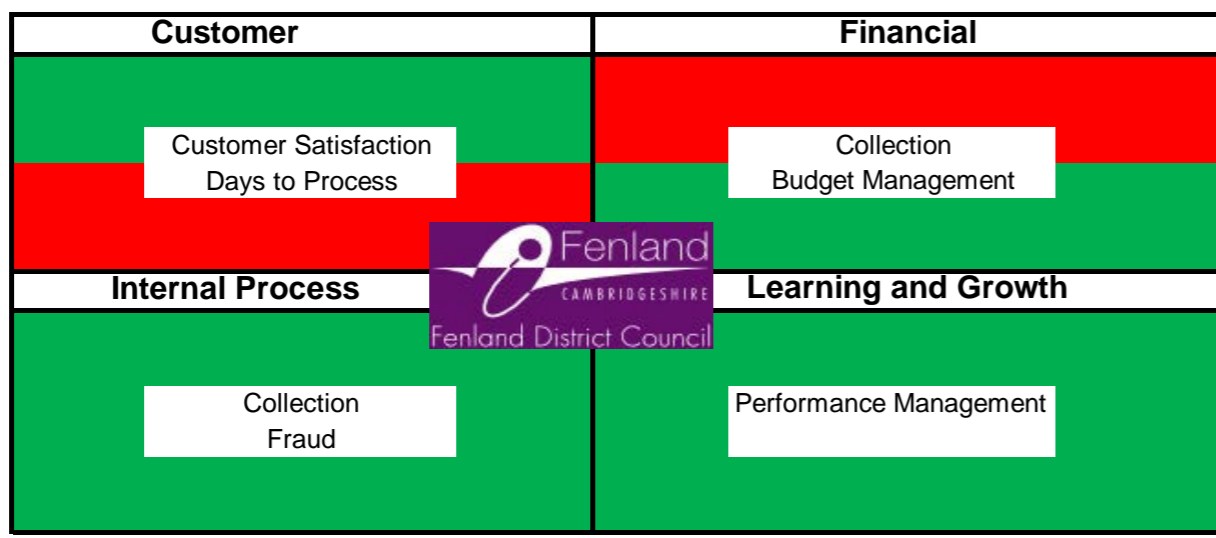 Customer
Financial
Customer Satisfaction
Days to Process
Collection
Budget Management
Fenland
CAMBRIDGESHIRE
Fenland District Council
Internal Process
Learning and Growth
Collection
Fraud
Performance Management